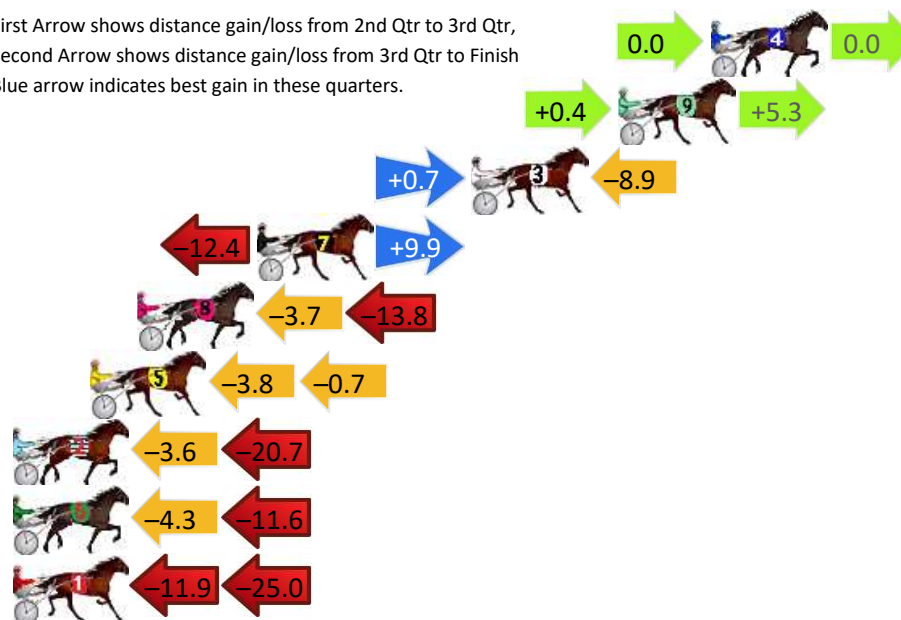 irst Arrow shows distance gain/loss from 2nd Qtr to 3rd Qtr,
econd Arrow shows distance gain/loss from 3rd Qtr to Finish
lue arrow indicates best gain in these quarters.
0.0 4 0.0
+0.4 9 +5.3
+0.7 3 –8.9
–12.4 7 +9.9
8 –3.7 –13.8
5 –3.8 –0.7
–3.6 –20.7
6 –4.3 –11.6
1 –11.9 –25.0